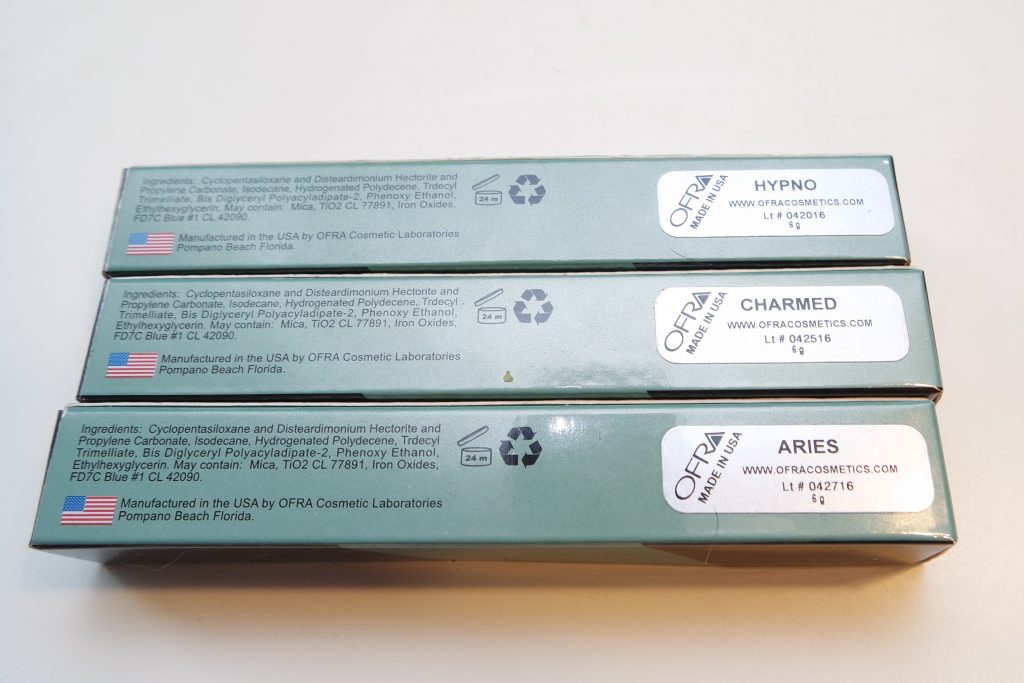 Ingredients: Cyclopentasiloxane and Disteardimonium Hectorite and
Propylene Carbonate, Isodecane, Hydrogenated Polydecene, Trdecyl
Trimelliate, Bis Diglyceryl Polyacyladipate-2, Phenoxy Ethanol,
Ethylhexyglycerin. May contain: Mica, TiO2 CL 77891, Iron Oxides,
FD7C Blue #1 CL 42090.
Manufactured in the USA by OFRA Cosmetic Laboratories
Pompano Beach Florida.
24 m
OFRA
MADE IN USA
HYPNO
WWW.OFRACOSMETICS.COM
Lt # 042016
6 g
Ingredients: Cyclopentasiloxane and Disteardimonium Hectorite and
Propylene Carbonate, Isodecane, Hydrogenated Polydecene, Trdecyl
Trimelliate, Bis Diglyceryl Polyacyladipate-2, Phenoxy Ethanol,
Ethylhexyglycerin. May contain: Mica, TiO2 CL 77891, Iron Oxides,
FD7C Blue #1 CL 42090.
Manufactured in the USA by OFRA Cosmetic Laboratories
Pompano Beach Florida.
24 m
OFRA
MADE IN USA
CHARMED
WWW.OFRACOSMETICS.COM
Lt # 042516
6 g
Ingredients: Cyclopentasiloxane and Disteardimonium Hectorite and
Propylene Carbonate, Isodecane, Hydrogenated Polydecene, Trdecyl
Trimelliate, Bis Diglyceryl Polyacyladipate-2, Phenoxy Ethanol,
Ethylhexyglycerin. May contain: Mica, TiO2 CL 77891, Iron Oxides,
FD7C Blue #1 CL 42090.
Manufactured in the USA by OFRA Cosmetic Laboratories
Pompano Beach Florida.
24 m
OFRA
MADE IN USA
ARIES
WWW.OFRACOSMETICS.COM
Lt # 042716
6 g